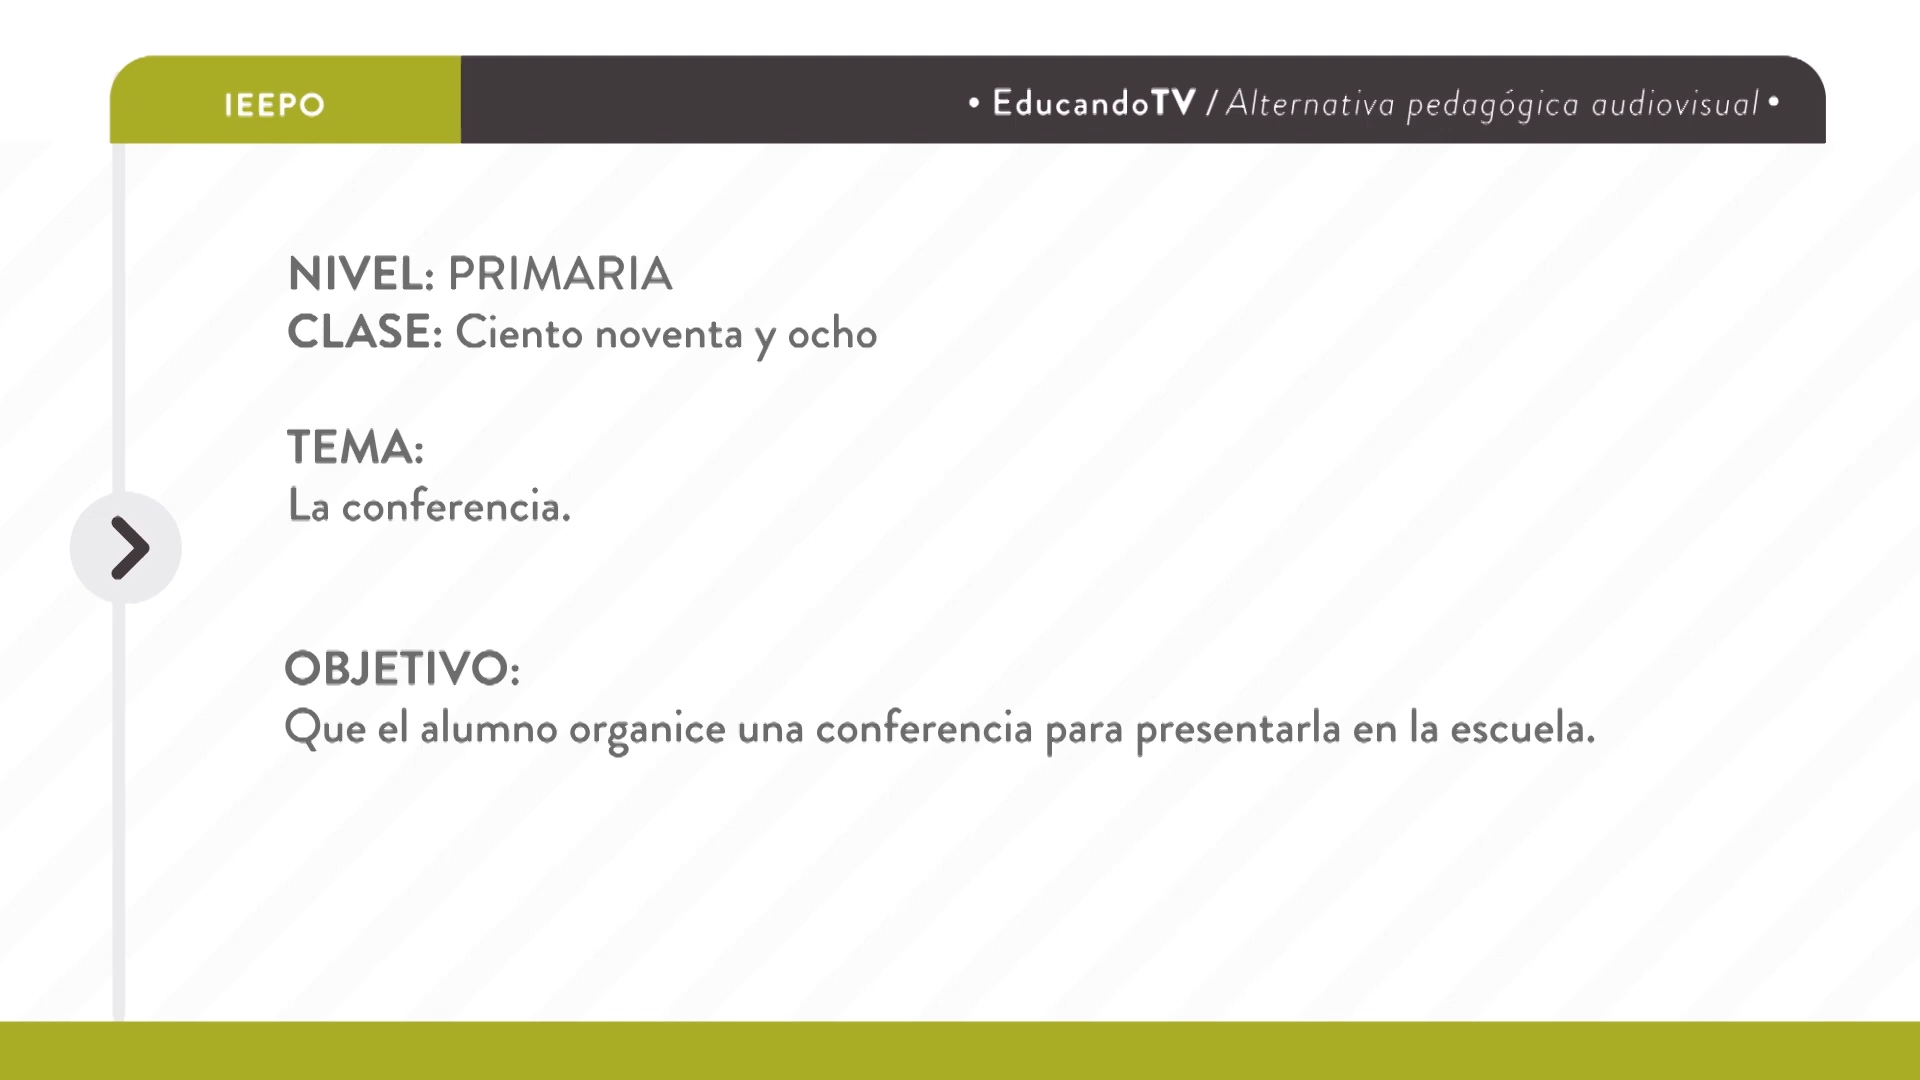 IEEPO
• EducandoTV / Alternativa pedagógica audiovisual •
NIVEL: PRIMARIA
CLASE: Ciento noventa y ocho
TEMA:
La conferencia.
OBJETIVO:
Que el alumno organice una conferencia para presentarla en la escuela.